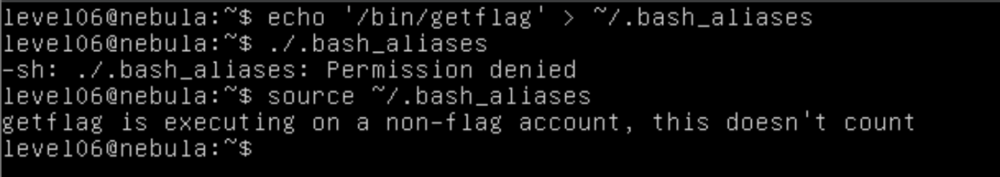 level06@nebula:~$ echo '/bin/getflag' > ~/.bash_aliases
level06@nebula:~$ ./.bash_aliases
-sh: ./.bash_aliases: Permission denied
level06@nebula:~$ source ~/.bash_aliases
getflag is executing on a non-flag account, this doesn't count
level06@nebula:~$